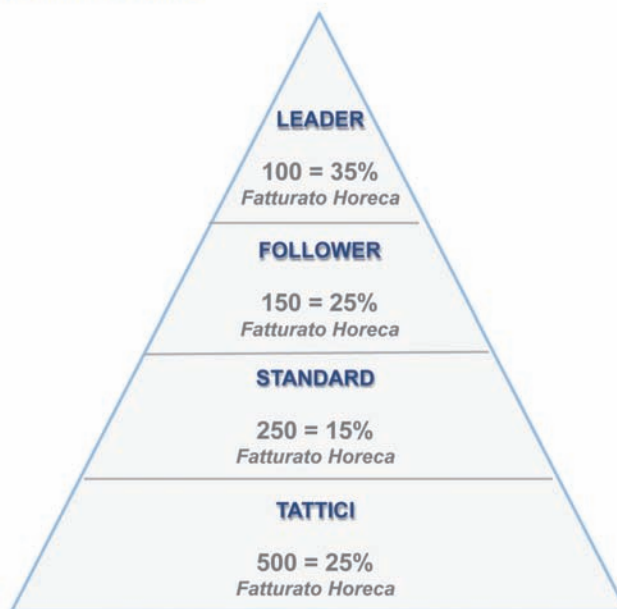 LEADER
100 = 35%
Fatturato Horeca
FOLLOWER
150 = 25%
Fatturato Horeca
STANDARD
250 = 15%
Fatturato Horeca
TATTICI
500 = 25%
Fatturato Horeca